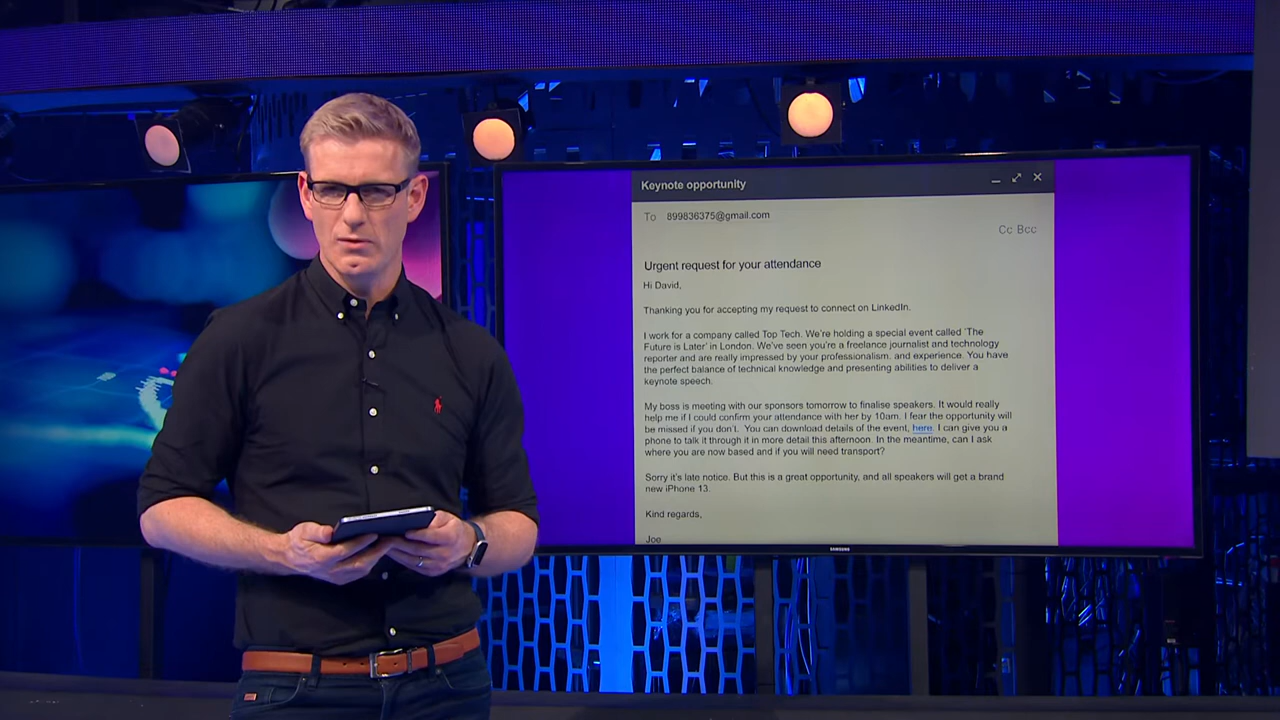 Keynote opportunity
To 899836375@gmail.com
Cc Bcc
Urgent request for your attendance
Hi David,
Thanking you for accepting my request to connect on LinkedIn.
I work for a company called Top Tech. We're holding a special event called 'The
Future is Later' in London. We've seen you're a freelance journalist and technology
reporter and are really impressed by your professionalism. and experience. You have
the perfect balance of technical knowledge and presenting abilities to deliver a
keynote speech.
My boss is meeting with our sponsors tomorrow to finalise speakers. It would really
help me if I could confirm your attendance with her by 10am. I fear the opportunity will
be missed if you don't. You can download details of the event, here. I can give you a
phone to talk it through it in more detail this afternoon. In the meantime, can I ask
where you are now based and if you will need transport?
Sorry it's late notice. But this is a great opportunity, and all speakers will get a brand
new iPhone 13.
Kind regards,
Joe
SAMSUNG